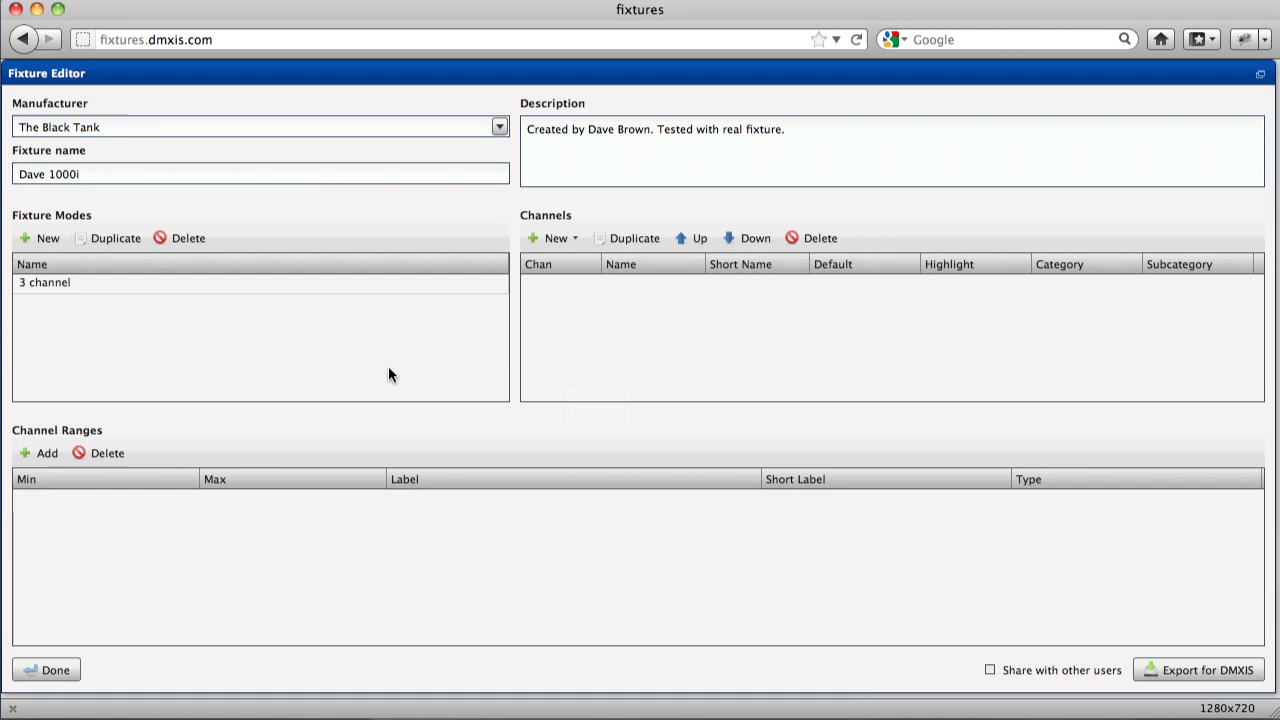 fixtures
fixtures.dmxis.com
Google
Fixture Editor
Manufacturer
The Black Tank
Fixture name
Dave 1000i
Description
Created by Dave Brown. Tested with real fixture.
Fixture Modes
New Duplicate Delete
Name
3 channel
Channels
New Duplicate Up Down Delete
Chan Name Short Name Default Highlight Category Subcategory
Channel Ranges
Add Delete
Min Max Label Short Label Type
Done
Share with other users
Export for DMXIS
1280x720